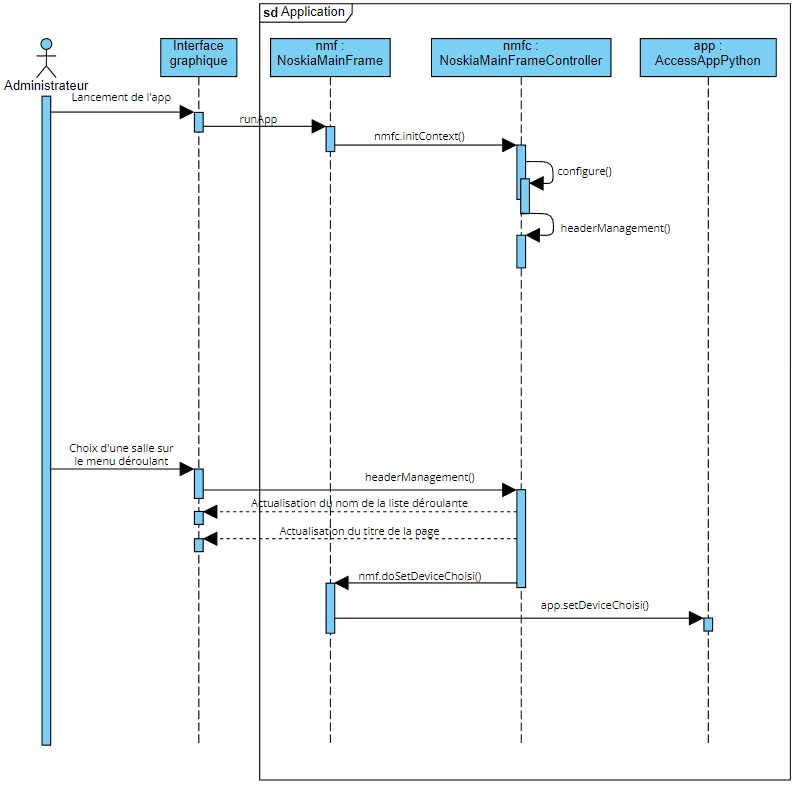 sd Application
Administrateur
Interface
graphique
nmf :
NoskiaMainFrame
nmfc :
NoskiaMainFrameController
app :
AccessAppPython
Lancement de l'app
runApp
nmfc.initContext()
configure()
headerManagement()
Choix d'une salle sur
le menu déroulant
headerManagement()
Actualisation du nom de la liste déroulante
Actualisation du titre de la page
nmf.doSetDeviceChoisi()
app.setDeviceChoisi()